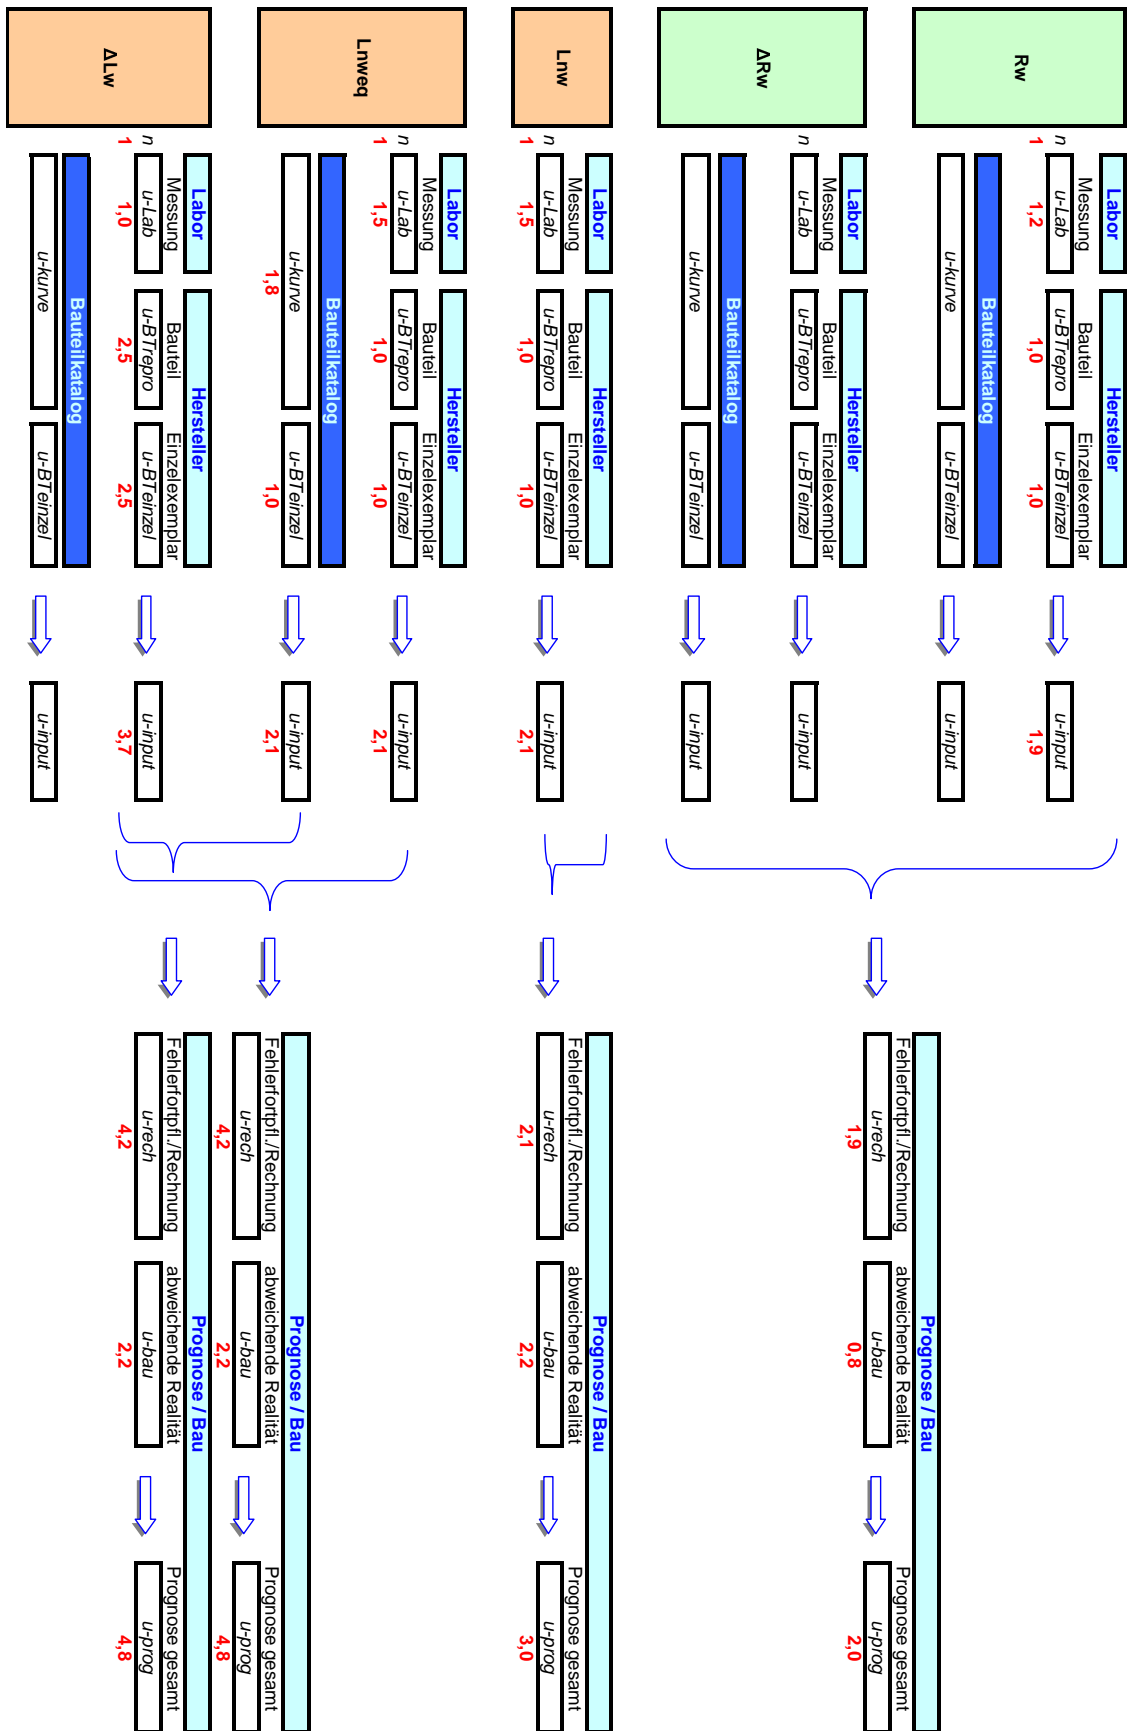 Labor Hersteller
Messung Bauteil Einzelexemplar
n u-Lab u-BTrepro u-BTeinzel u-input
1 1,2 1,0 1,0 1,9
Rw
Bauteilkatalog
u-kurve u-BTeinzel u-input
Prognose / Bau
Fehlerfortpfl./Rechnung abweichende Realität Prognose gesamt
u-rech u-bau u-prog
1,9 0,8 2,0
Labor Hersteller
Messung Bauteil Einzelexemplar
n u-Lab u-BTrepro u-BTeinzel u-input
ΔRw
Bauteilkatalog
u-kurve u-BTeinzel u-input
Labor Hersteller Prognose / Bau
Messung Bauteil Einzelexemplar Fehlerfortpfl./Rechnung abweichende Realität Prognose gesamt
Lnw
n u-Lab u-BTrepro u-BTeinzel u-input u-rech u-bau u-prog
1 1,5 1,0 1,0 2,1 2,1 2,2 3,0
Labor Hersteller
Messung Bauteil Einzelexemplar
n u-Lab u-BTrepro u-BTeinzel u-input
1 1,5 1,0 1,0 2,1
Lnweq
Bauteilkatalog
u-kurve u-BTeinzel u-input
1,8 1,0 2,1
Prognose / Bau
Fehlerfortpfl./Rechnung abweichende Realität Prognose gesamt
u-rech u-bau u-prog
4,2 2,2 4,8
Labor Hersteller Prognose / Bau
Messung Bauteil Einzelexemplar Fehlerfortpfl./Rechnung abweichende Realität Prognose gesamt
n u-Lab u-BTrepro u-BTeinzel u-input u-rech u-bau u-prog
1 1,0 2,5 2,5 3,7 4,2 2,2 4,8
ΔLw
Bauteilkatalog
u-kurve u-BTeinzel u-input